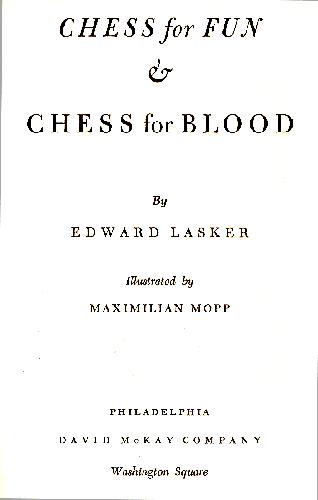 CHESS for FUN
&
CHESS for BLOOD
By
EDWARD LASKER
Illustrated by
MAXIMILIAN MOPP
PHILADELPHIA
DAVID McKAY COMPANY
Washington Square